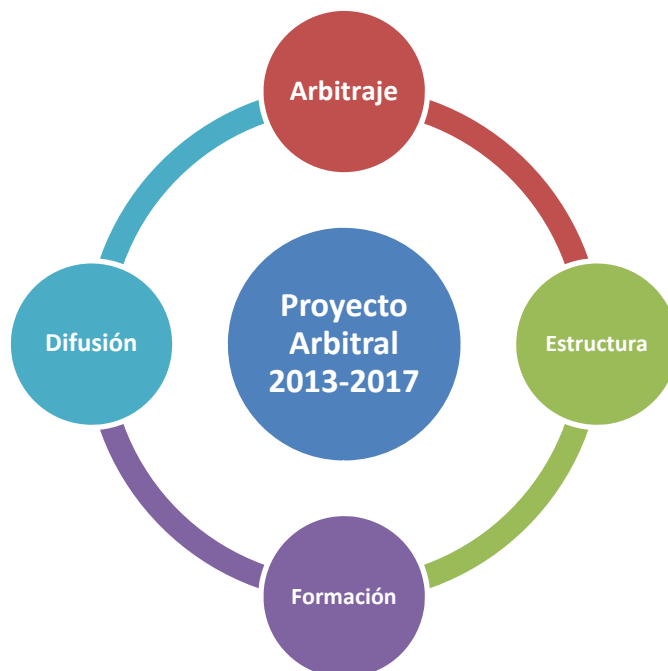 Arbitraje
Difusión
Proyecto
Arbitral
2013-2017
Estructura
Formación